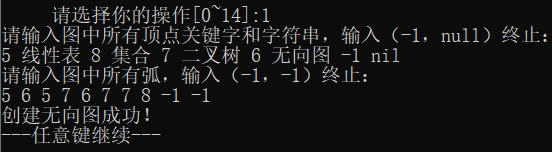 请选择你的操作[0~14]:1
请输入图中所有顶点关键字和字符串，输入（-1，null）终止：
5 线性表 8 集合 7 二叉树 6 无向图 -1 nil
请输入图中所有弧，输入（-1，-1）终止：
5 6 5 7 6 7 7 8 -1 -1
创建无向图成功！
---任意键继续---